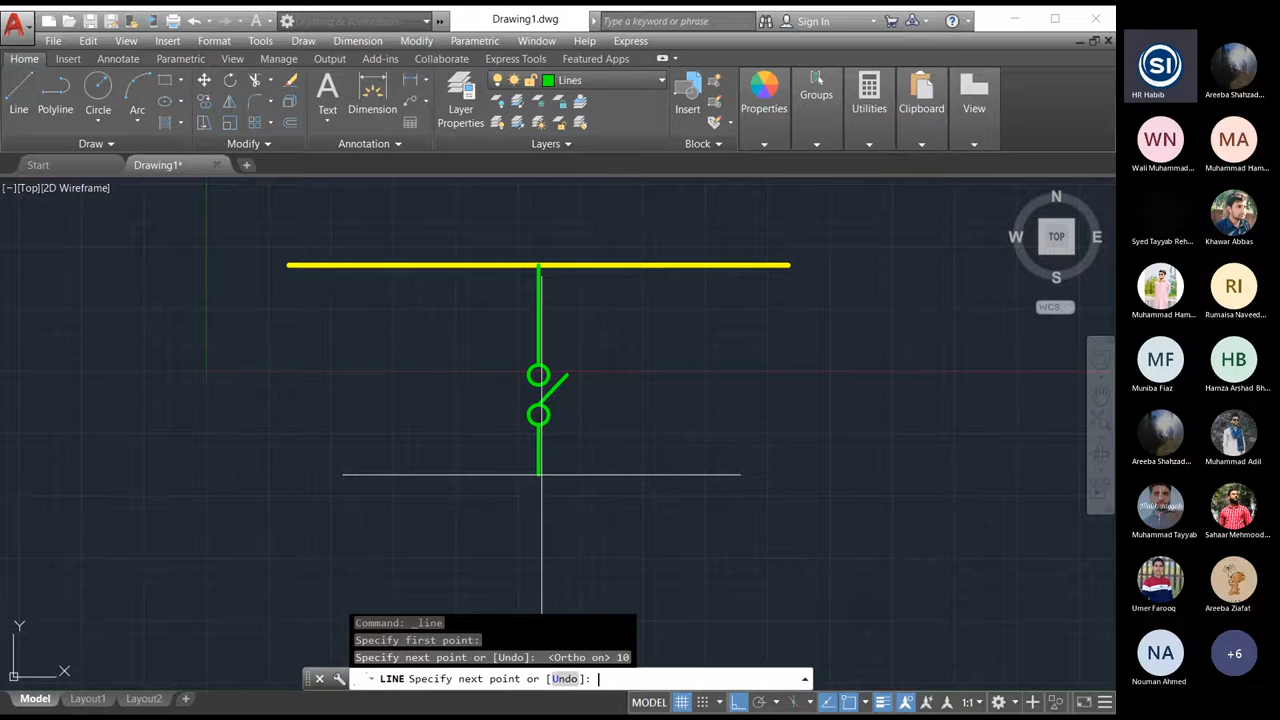 A
Drafting & Annotation
Drawing1.dwg
Type a keyword or phrase
Sign In
File Edit View Insert Format Tools Draw Dimension Modify Parametric Window Help Express
Home Insert Annotate Parametric View Manage Output Add-ins Collaborate Express Tools Featured Apps
Lines
Line Polyline Circle Arc
A
Text Dimension
Layer
Properties
Insert
Properties
Groups
Utilities
Clipboard
View
Draw
Modify
Annotation
Layers
Block
Start
Drawing1*
[−][Top][2D Wireframe]
N
W TOP E
S
WCS
Y
X
Command: _line
Specify first point:
Specify next point or [Undo]: <Ortho on> 10
LINE Specify next point or [Undo]:
Model Layout1 Layout2
MODEL
1:1
SI
HR Habib
Areeba Shahzad...
WN
Wali Muhammad...
MA
Muhammad Ham...
Syed Tayyab Reh...
Khawar Abbas
Muhammad Ham...
RI
Rumaisa Naveed...
MF
Muniba Fiaz
HB
Hamza Arshad Bh...
Areeba Shahzad...
Muhammad Adil
Muhammad Tayyab
Sahaar Mehmood...
Umer Farooq
Areeba Ziafat
NA
Nouman Ahmed
+6